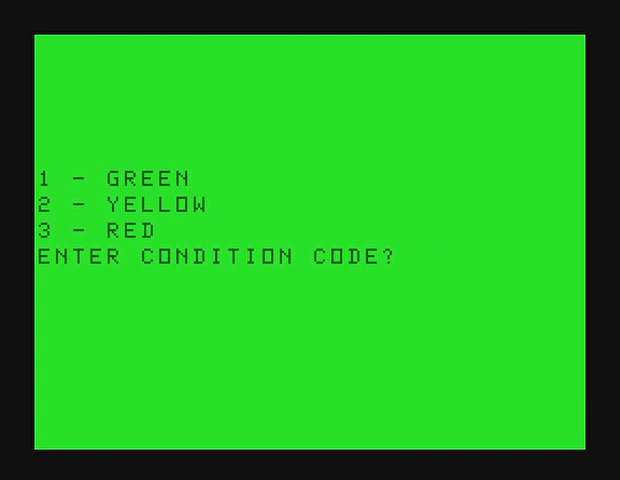 1 - GREEN
2 - YELLOW
3 - RED
ENTER CONDITION CODE?